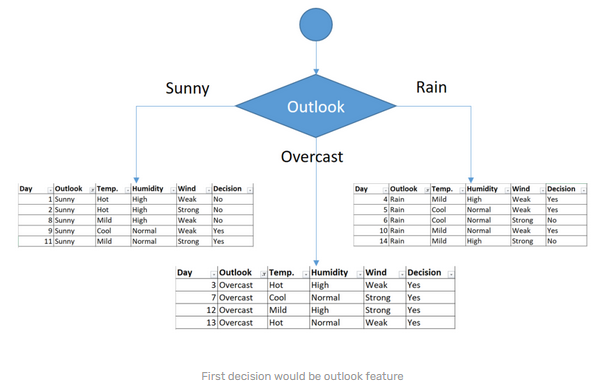 Sunny
Rain
Outlook
Overcast
Day Outlook Temp. Humidity Wind Decision
1 Sunny Hot High Weak No
2 Sunny Hot High Strong No
8 Sunny Mild High Weak No
9 Sunny Cool Normal Weak Yes
11 Sunny Mild Normal Strong Yes
Day Outlook Temp. Humidity Wind Decision
4 Rain Mild High Weak Yes
5 Rain Cool Normal Weak Yes
6 Rain Cool Normal Strong No
10 Rain Mild Normal Weak Yes
14 Rain Mild High Strong No
Day Outlook Temp. Humidity Wind Decision
3 Overcast Hot High Weak Yes
7 Overcast Cool Normal Strong Yes
12 Overcast Mild High Strong Yes
13 Overcast Hot Normal Weak Yes
First decision would be outlook feature